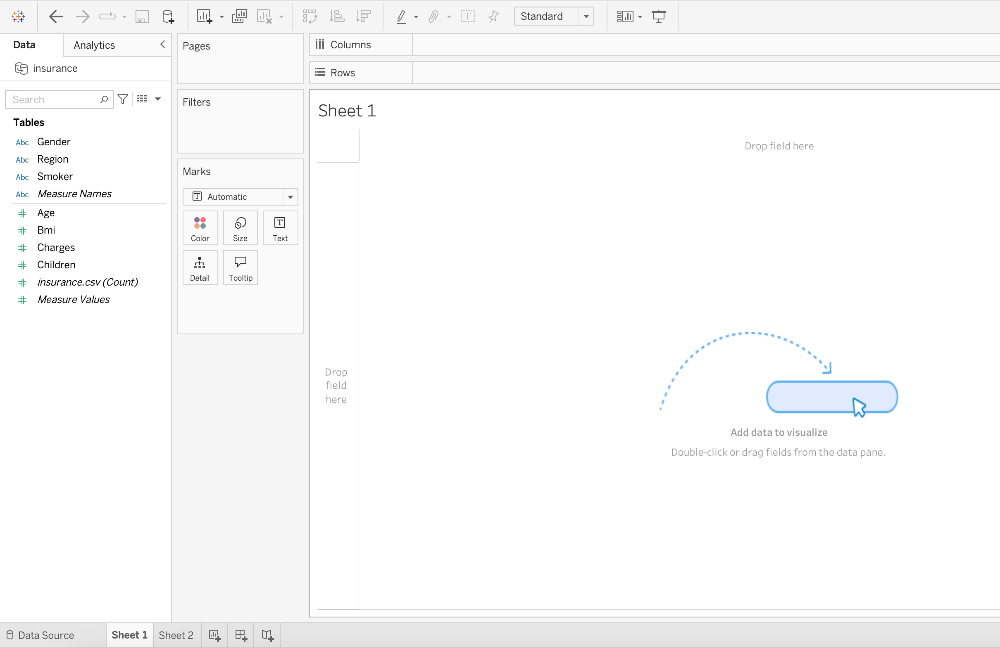 Standard
Data
Analytics
insurance
Search
Tables
Abc Gender
Abc Region
Abc Smoker
Abc Measure Names
Age
Bmi
Charges
Children
insurance.csv (Count)
Measure Values
Pages
Filters
Marks
T Automatic
Color
Size
T
Text
Detail
Tooltip
Columns
Rows
Sheet 1
Drop field here
Drop
field
here
Add data to visualize
Double-click or drag fields from the data pane.
Data Source
Sheet 1
Sheet 2